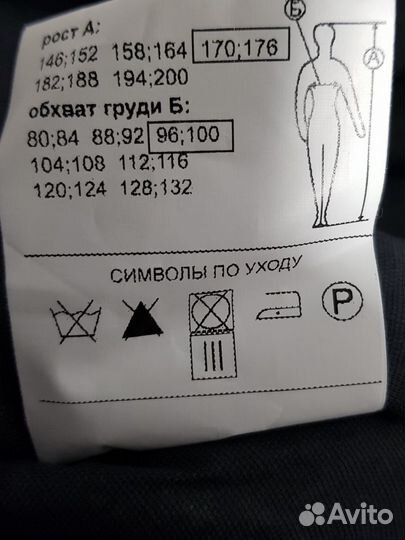 рост А:
146;152 158;164 170;176
182;188 194;200
обхват груди Б:
80;84 88;92 96;100
104;108 112;116
120;124 128;132
Б
А
СИМВОЛЫ ПО УХОДУ
P
Avito